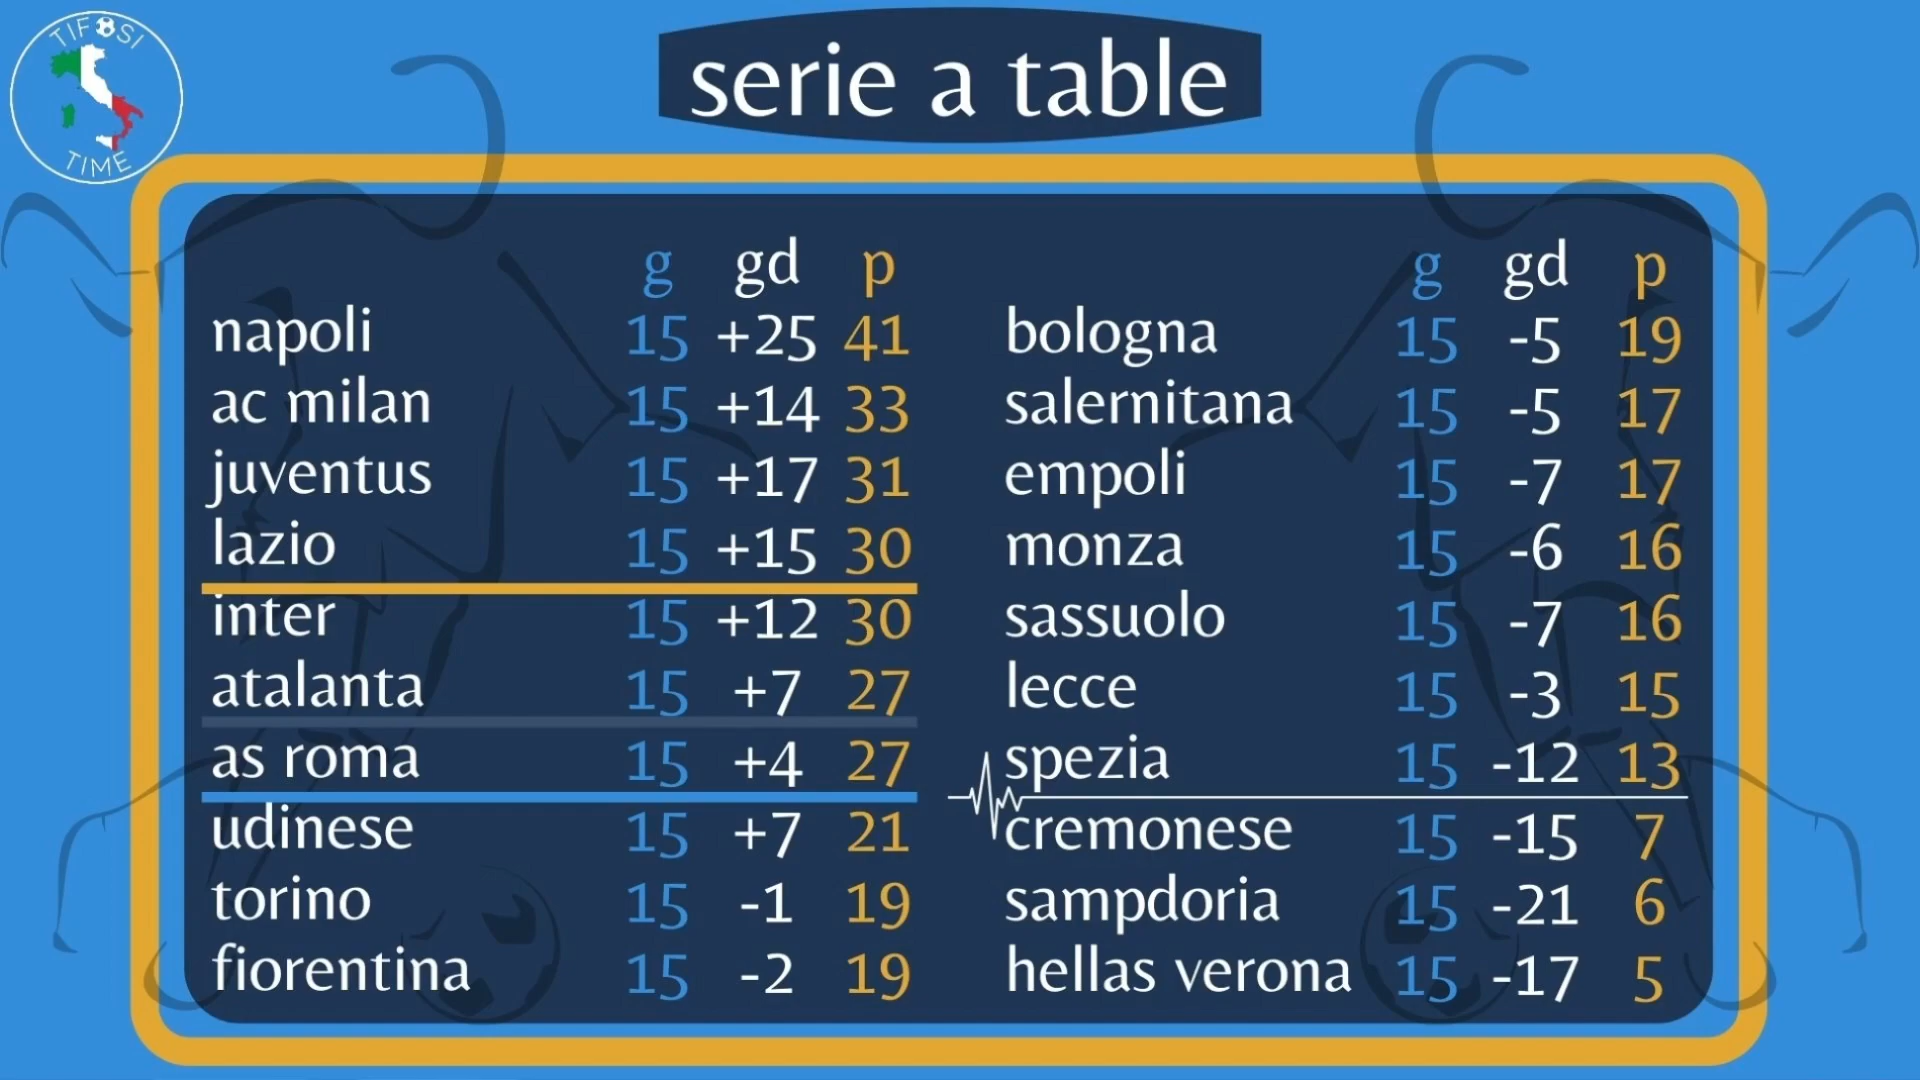 TIFOSI
TIME
serie a table
g gd p
napoli 15 +25 41
ac milan 15 +14 33
juventus 15 +17 31
lazio 15 +15 30
inter 15 +12 30
atalanta 15 +7 27
as roma 15 +4 27
udinese 15 +7 21
torino 15 -1 19
fiorentina 15 -2 19
g gd p
bologna 15 -5 19
salernitana 15 -5 17
empoli 15 -7 17
monza 15 -6 16
sassuolo 15 -7 16
lecce 15 -3 15
spezia 15 -12 13
cremonese 15 -15 7
sampdoria 15 -21 6
hellas verona 15 -17 5